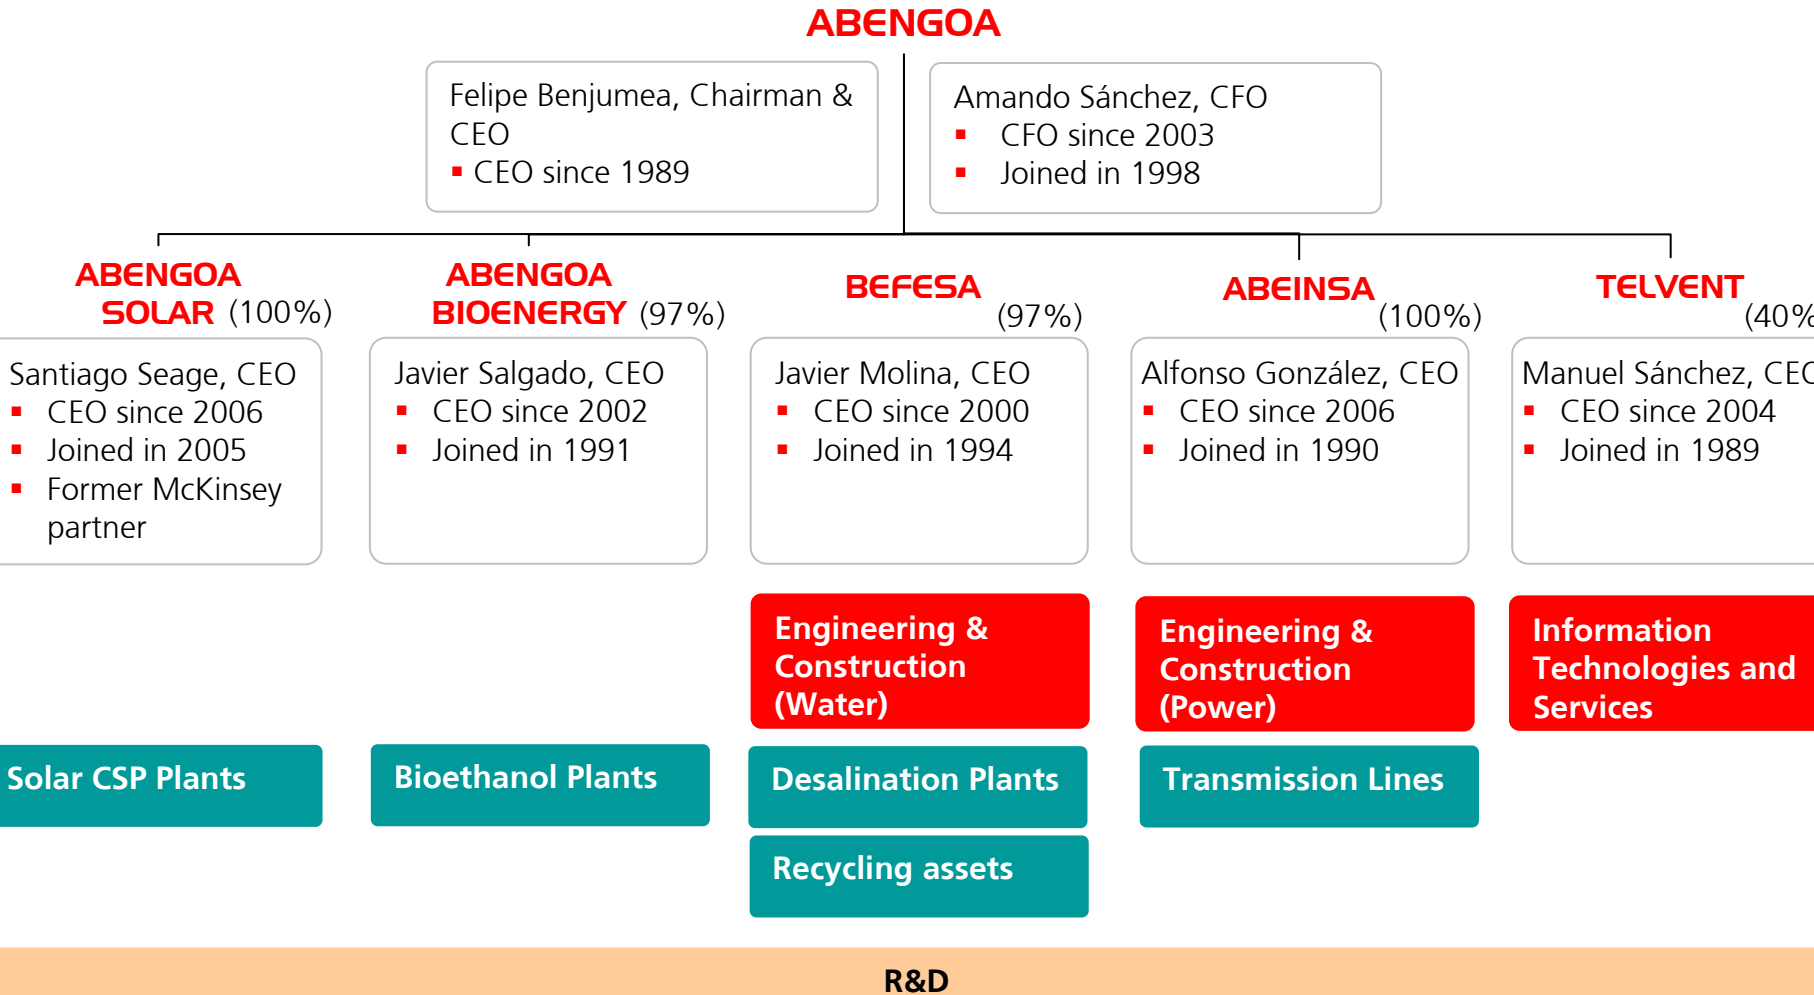 ABENGOA
Felipe Benjumea, Chairman &
CEO
▪ CEO since 1989
Amando Sánchez, CFO
▪ CFO since 2003
▪ Joined in 1998
ABENGOA
SOLAR (100%)
Santiago Seage, CEO
▪ CEO since 2006
▪ Joined in 2005
▪ Former McKinsey
partner
Solar CSP Plants
ABENGOA
BIOENERGY (97%)
Javier Salgado, CEO
▪ CEO since 2002
▪ Joined in 1991
Bioethanol Plants
BEFESA
(97%)
Javier Molina, CEO
▪ CEO since 2000
▪ Joined in 1994
Engineering &
Construction
(Water)
Desalination Plants
Recycling assets
ABEINSA
(100%)
Alfonso González, CEO
▪ CEO since 2006
▪ Joined in 1990
Engineering &
Construction
(Power)
Transmission Lines
TELVENT
(40%
Manuel Sánchez, CEO
▪ CEO since 2004
▪ Joined in 1989
Information
Technologies and
Services
R&D